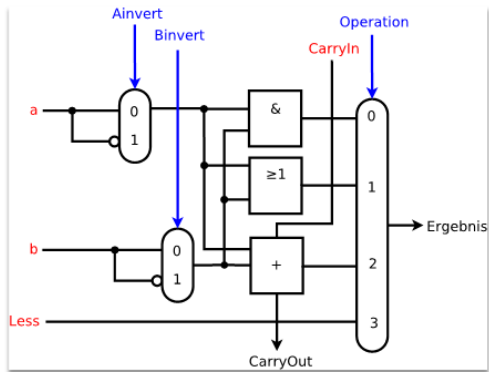 Ainvert
Binvert
Operation
CarryIn
a
0
1
&
0
≥1
1
b
0
1
+
2
Ergebnis
Less
3
CarryOut